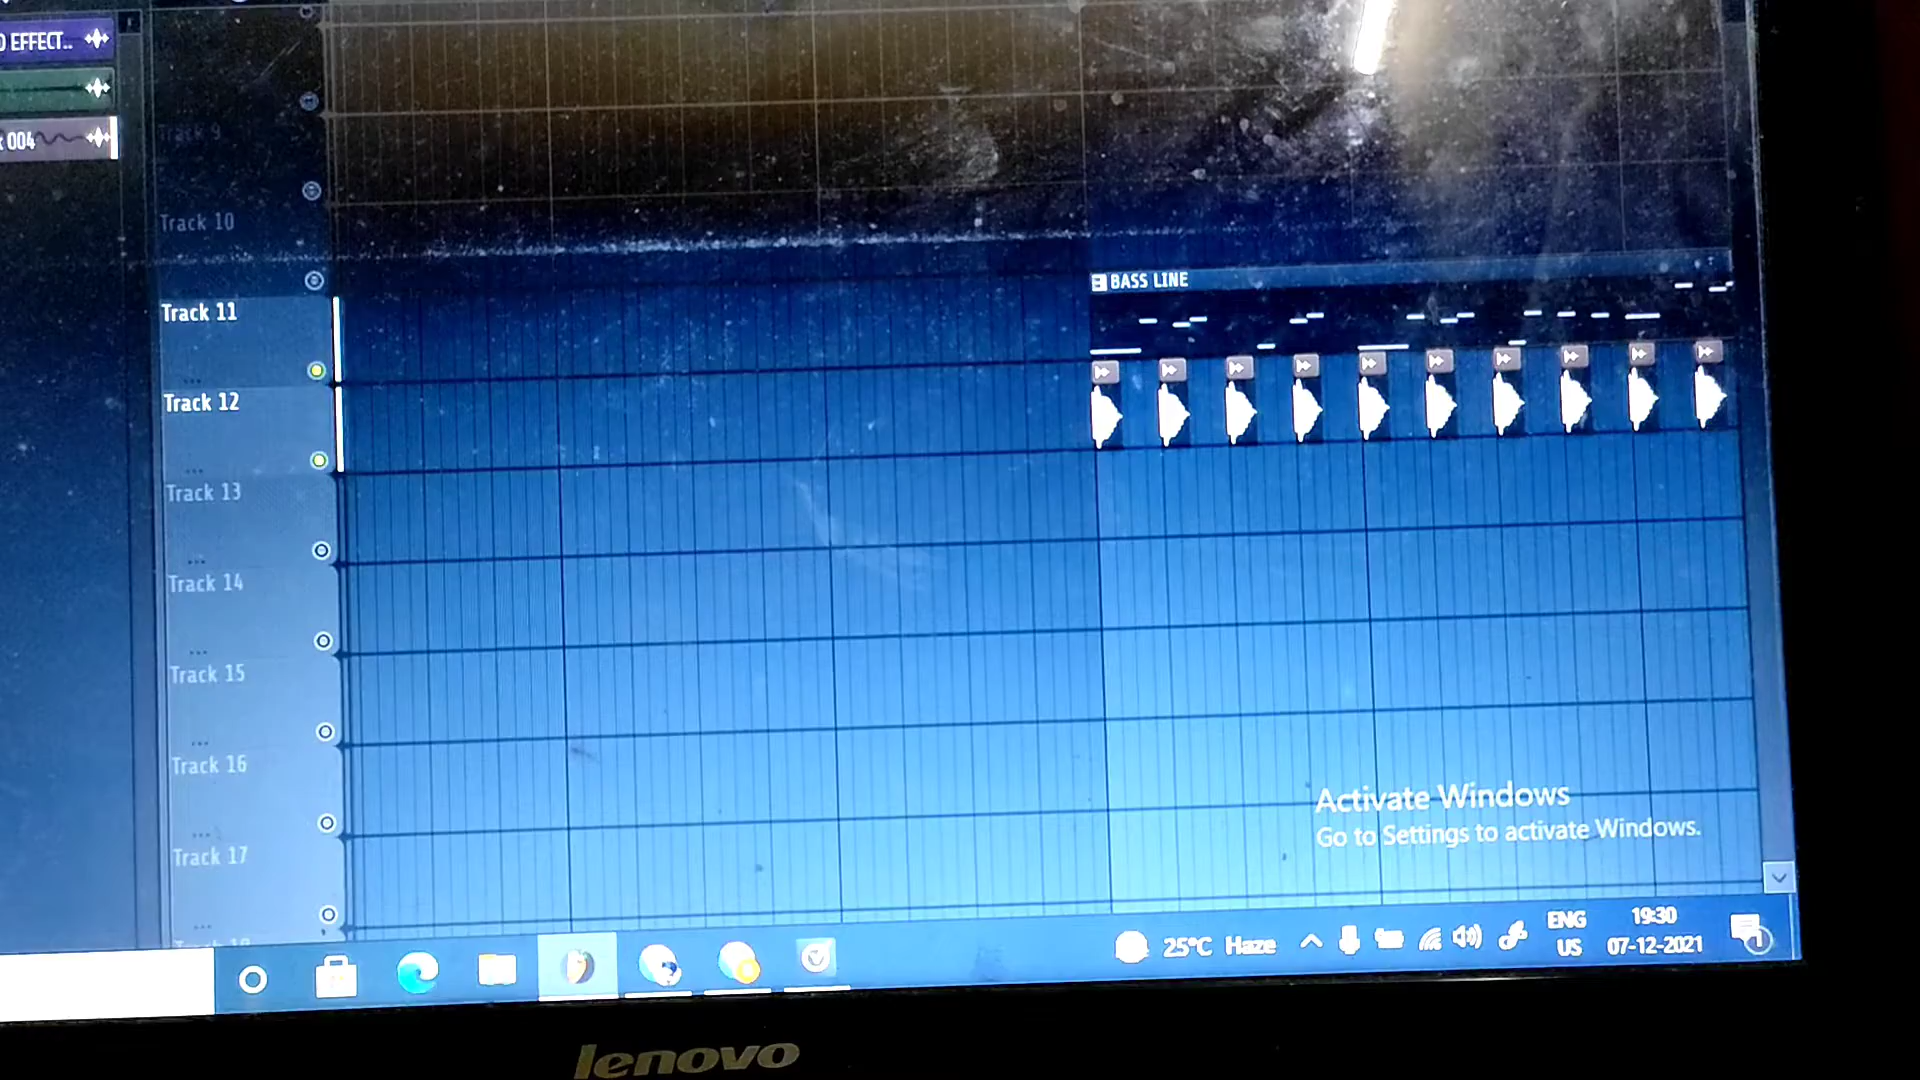 D EFFECT..
k 004
Track 9
Track 10
Track 11
BASS LINE
Track 12
Track 13
Track 14
Track 15
Track 16
Track 17
Activate Windows
Go to Settings to activate Windows.
25°C Haze
ENG
US
19:30
07-12-2021
1
lenovo